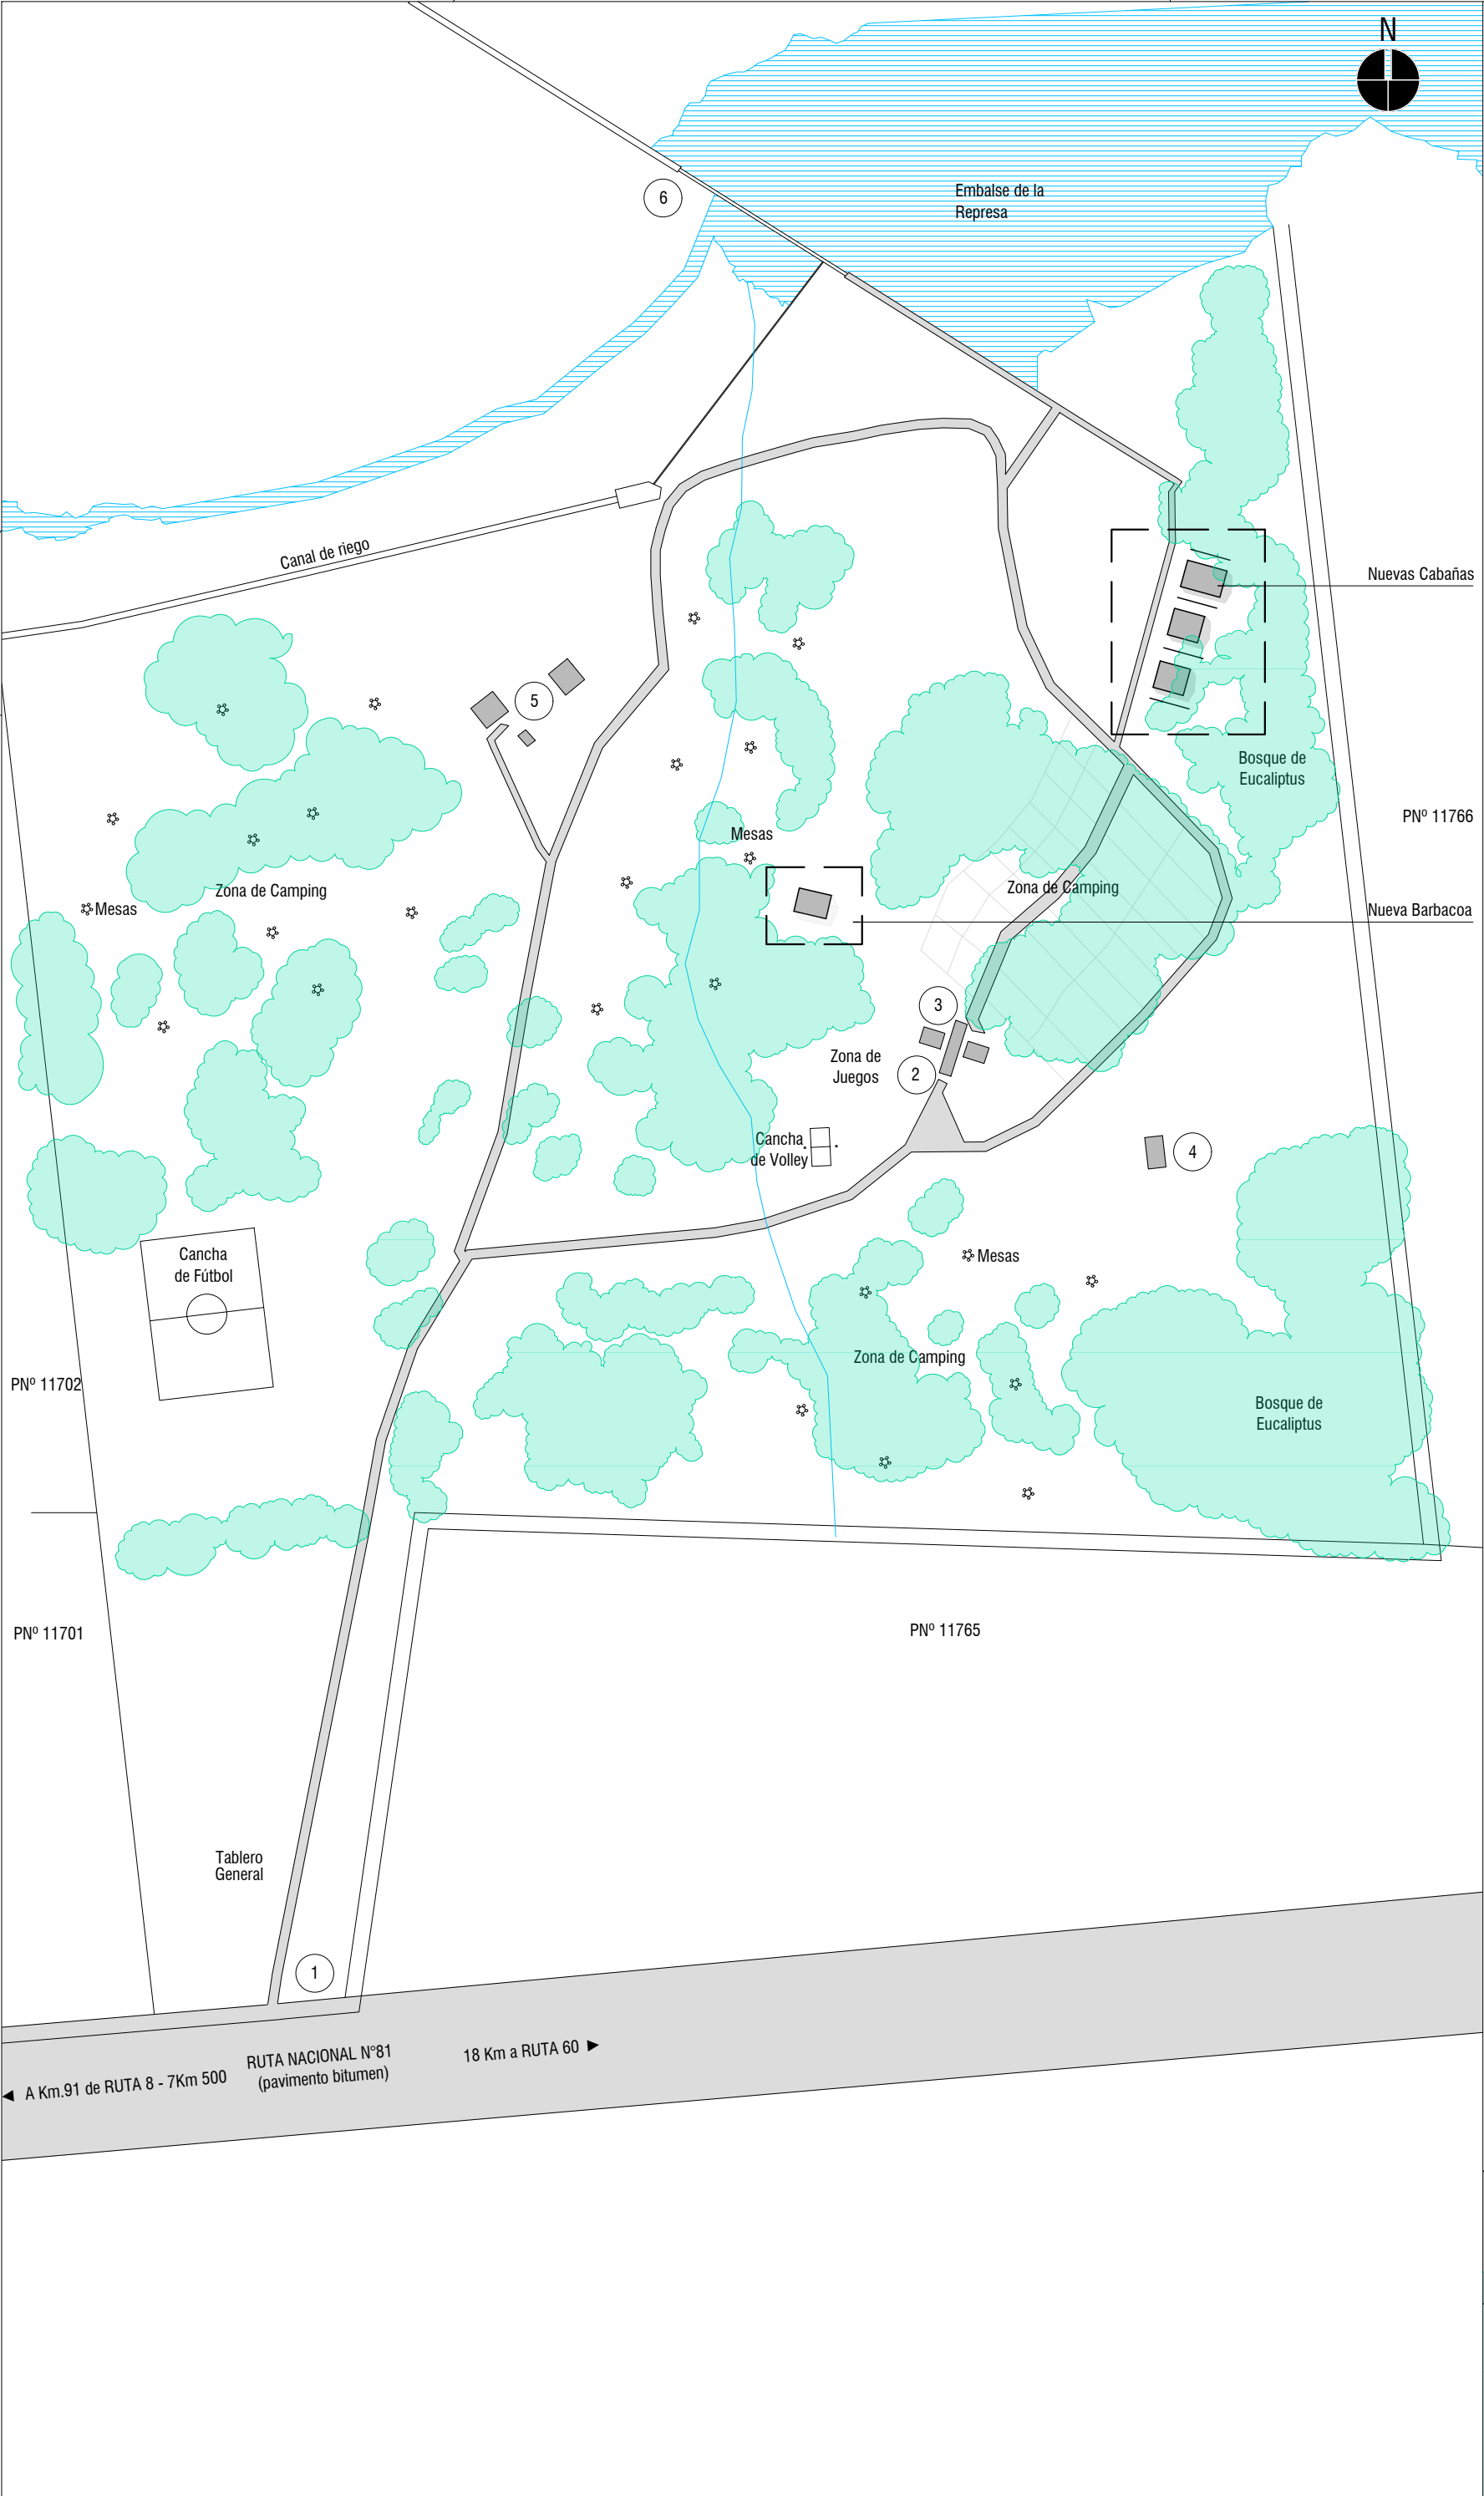 N
Embalse de la
Represa
6
Canal de riego
Nuevas Cabañas
5
Bosque de
Eucaliptus
PNº 11766
Mesas
Zona de Camping
Zona de Camping
Mesas
Nueva Barbacoa
3
Zona de
Juegos
2
Cancha
de Volley
4
Cancha
de Fútbol
Mesas
Zona de Camping
PNº 11702
Bosque de
Eucaliptus
PNº 11701
PNº 11765
Tablero
General
1
RUTA NACIONAL N°81
(pavimento bitumen)
18 Km a RUTA 60 ►
◄ A Km.91 de RUTA 8 - 7Km 500